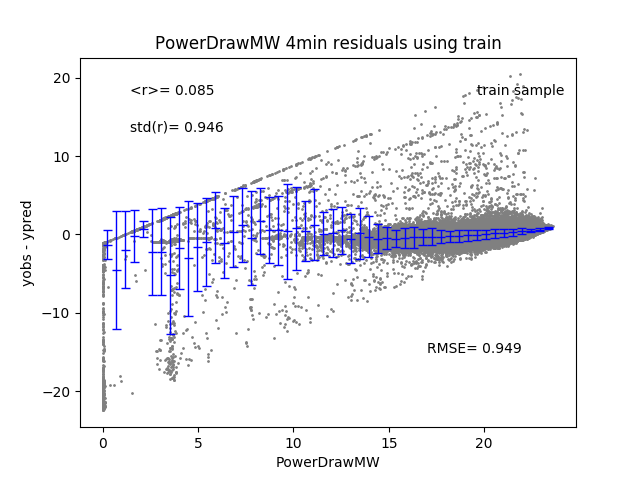 PowerDrawMW 4min residuals using train
<r>= 0.085
train sample
std(r)= 0.946
RMSE= 0.949
yobs - ypred
20
10
0
−10
−20
0 5 10 15 20
PowerDrawMW